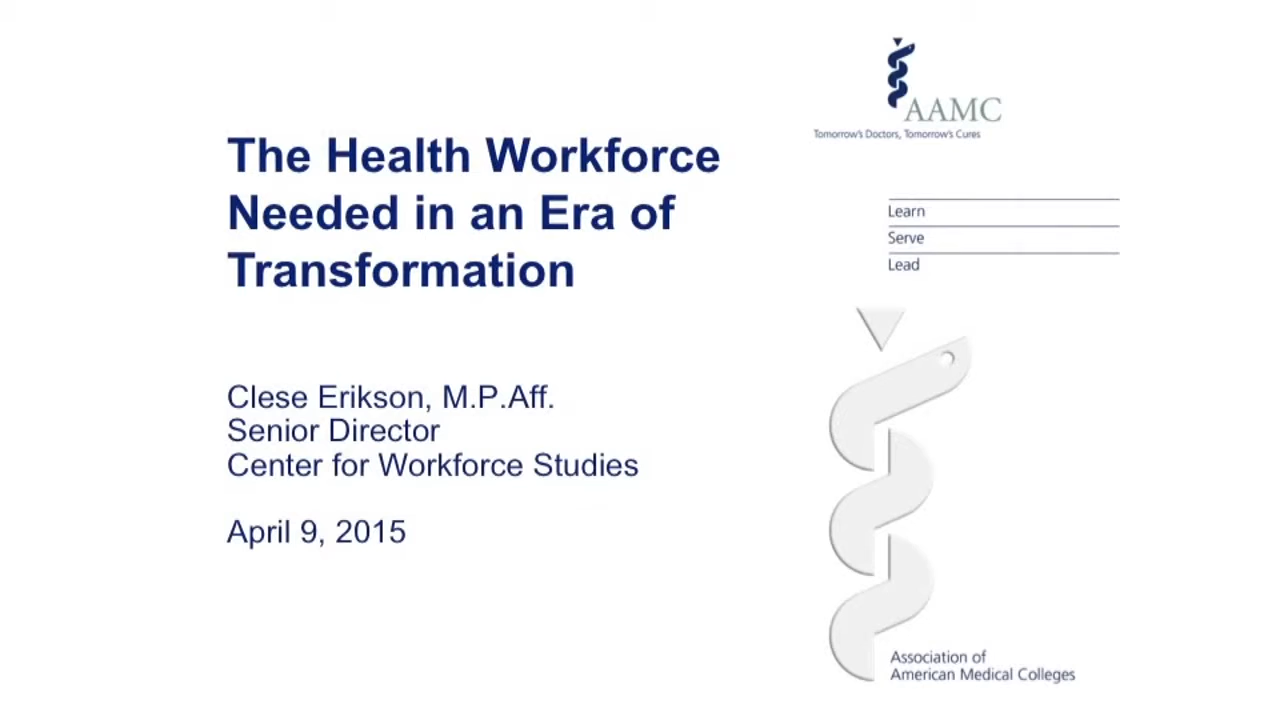 The Health Workforce
Needed in an Era of
Transformation
Clese Erikson, M.P.Aff.
Senior Director
Center for Workforce Studies
April 9, 2015
AAMC
Tomorrow's Doctors, Tomorrow's Cures
Learn
Serve
Lead
Association of
American Medical Colleges